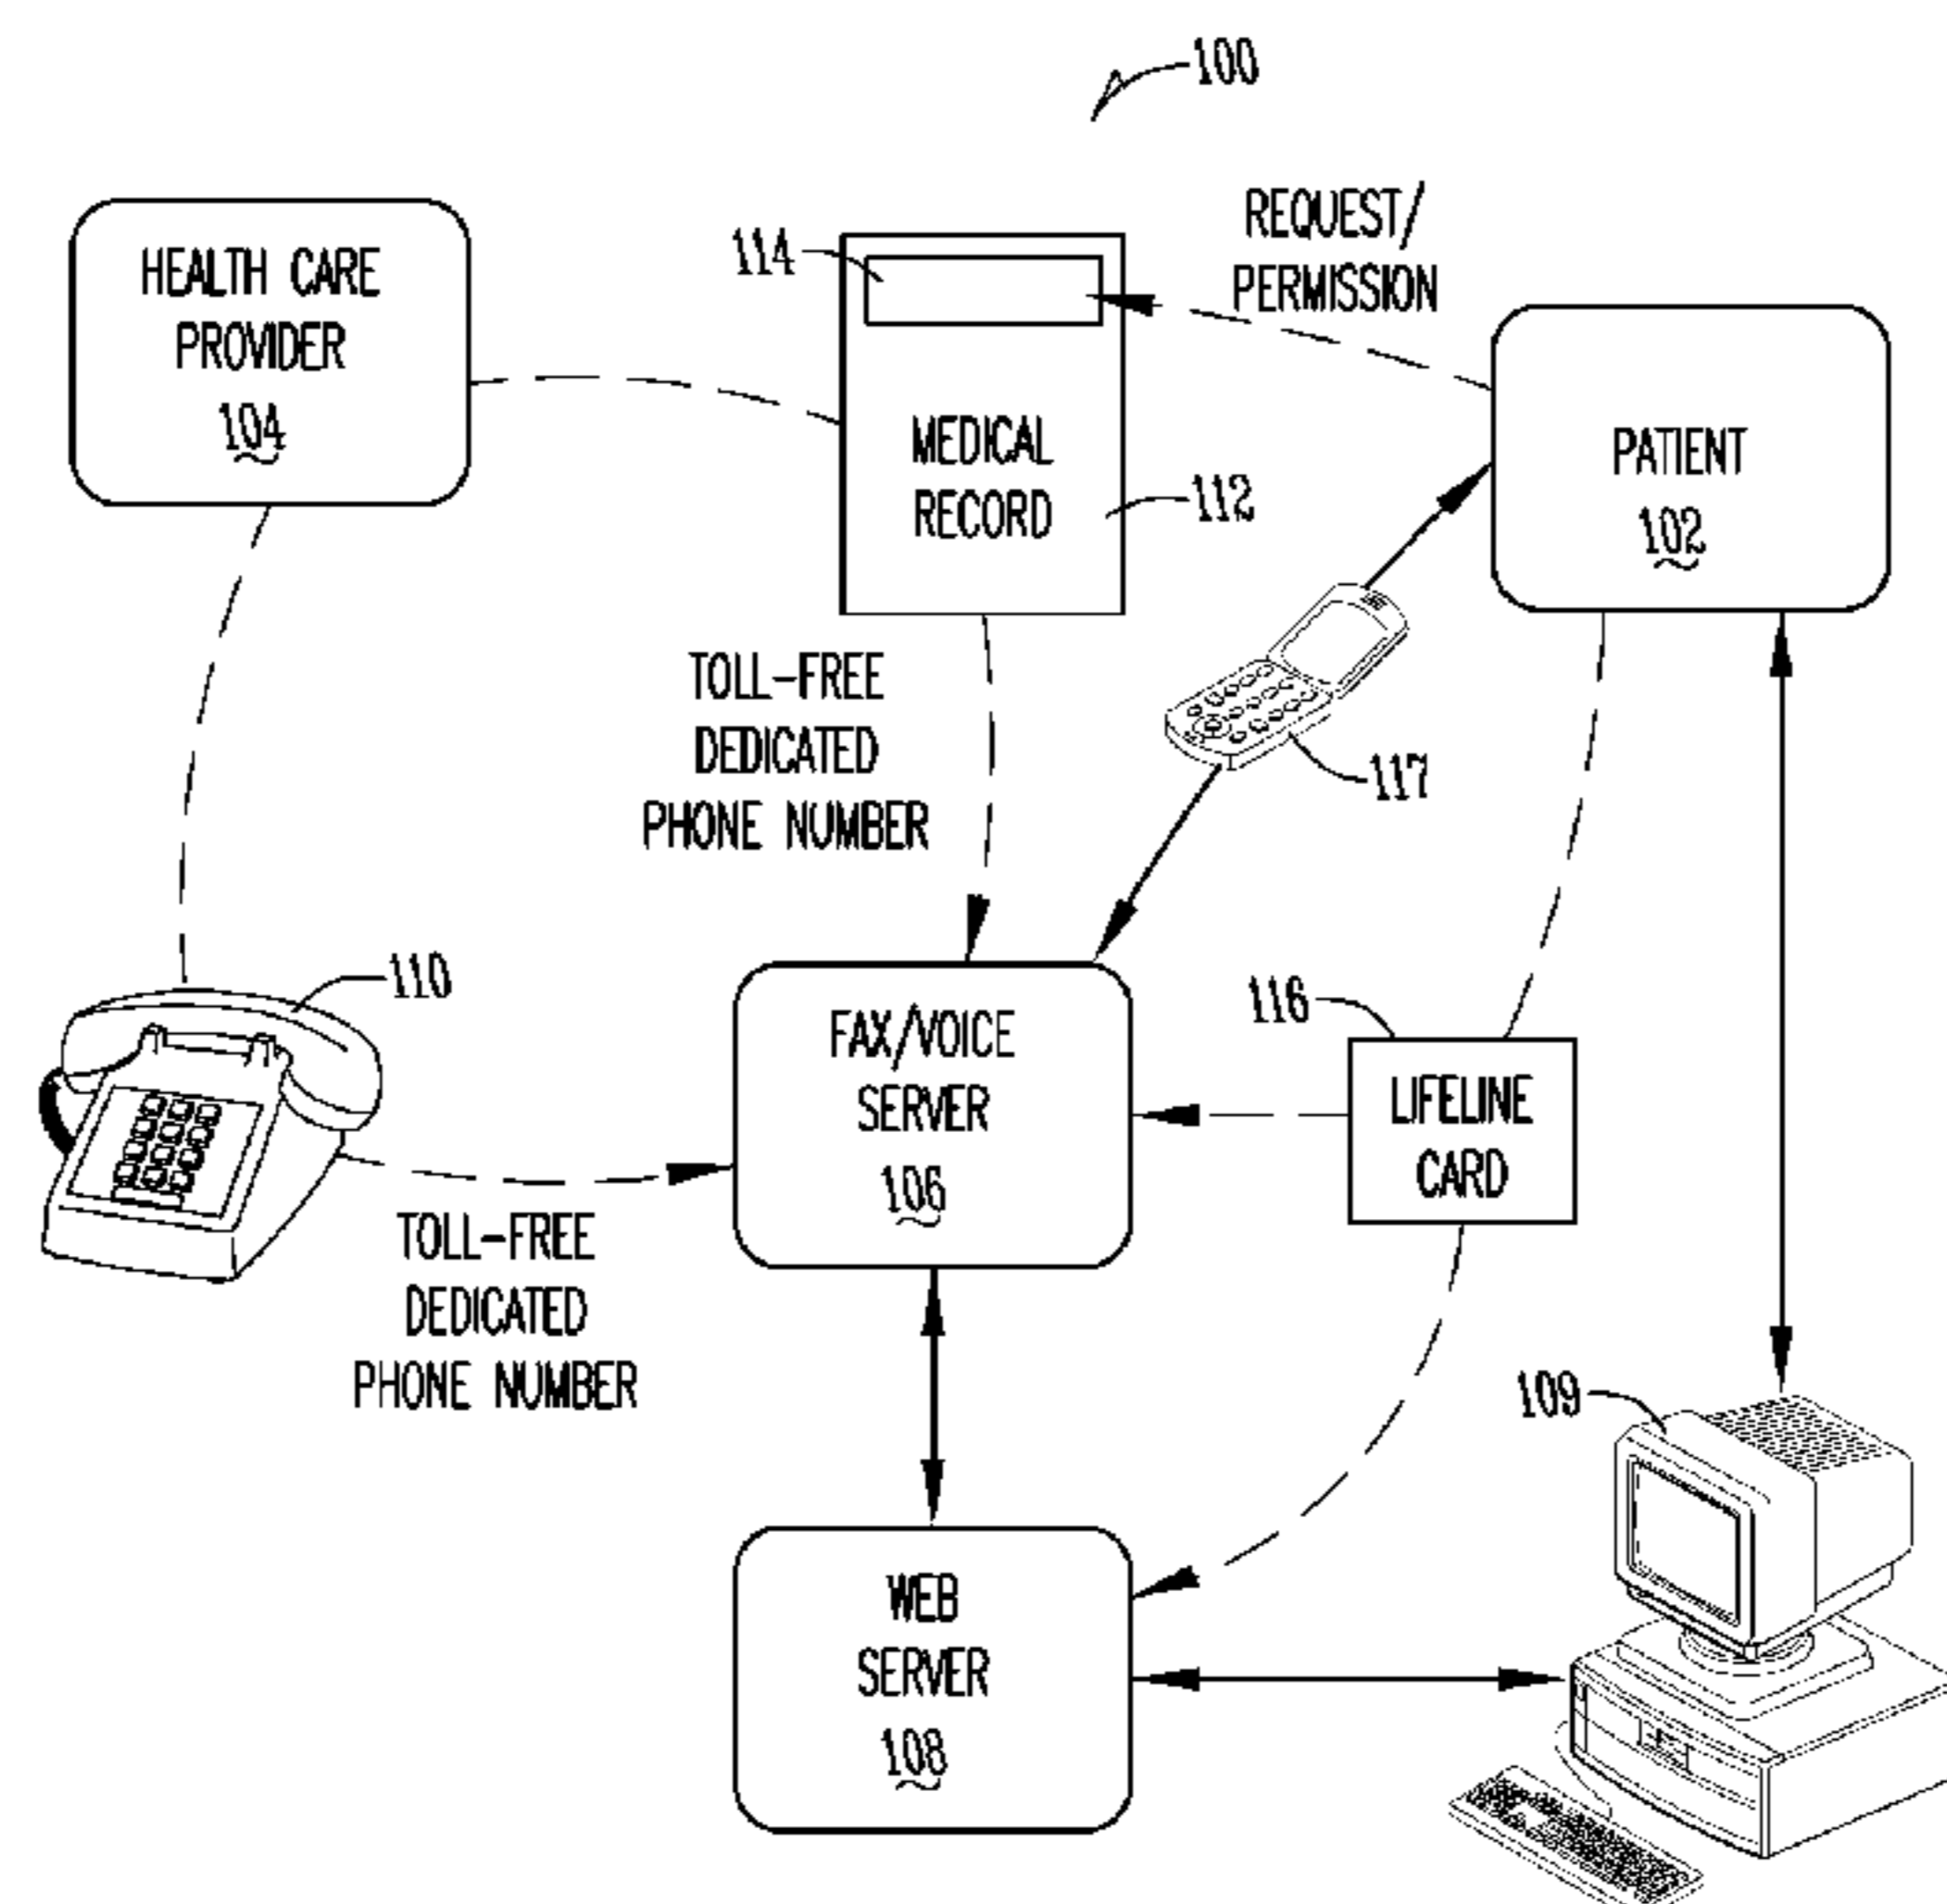 100
HEALTH CARE
PROVIDER
104
114
REQUEST/
PERMISSION
MEDICAL
RECORD
112
PATIENT
102
TOLL-FREE
DEDICATED
PHONE NUMBER
117
110
FAX/VOICE
SERVER
106
116
LIFELINE
CARD
TOLL-FREE
DEDICATED
PHONE NUMBER
109
WEB
SERVER
108